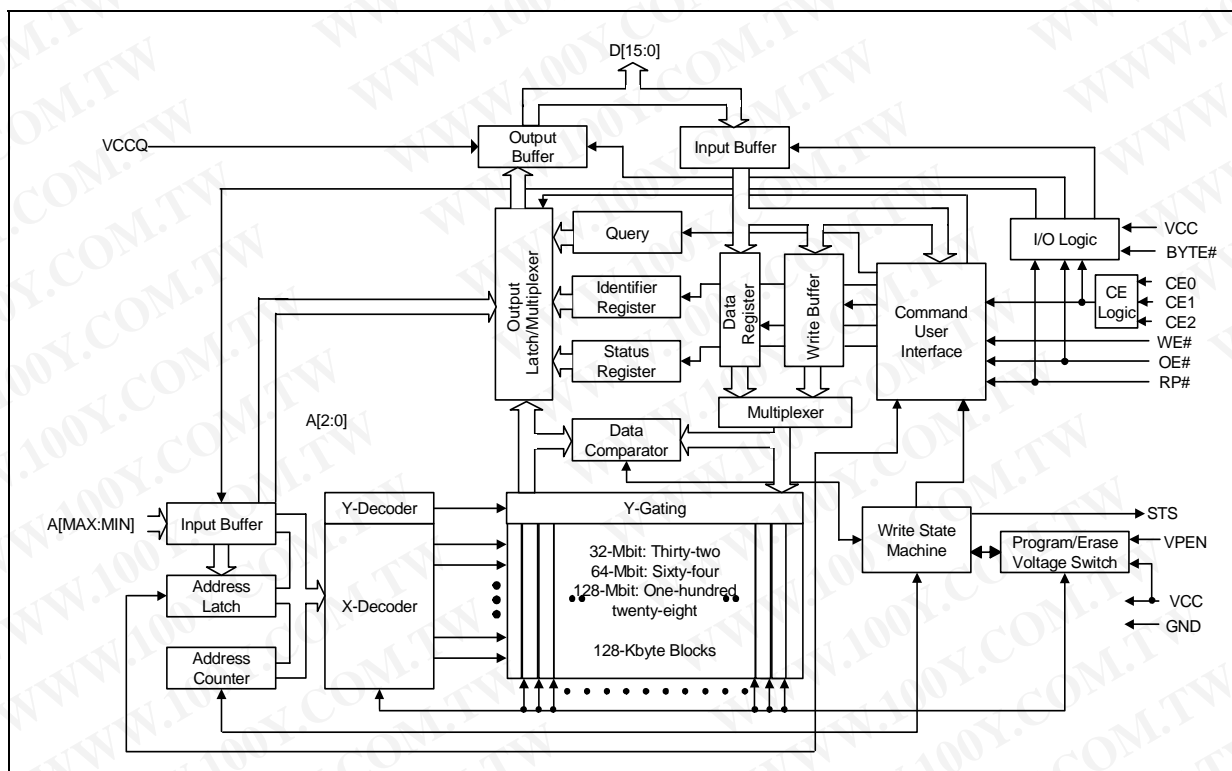 D[15:0]
VCCQ
Output
Buffer
Input Buffer
Output
Latch/Multiplexer
Query
Identifier
Register
Status
Register
Data
Register
Write Buffer
Command
User
Interface
I/O Logic
VCC
BYTE#
CE
Logic
CE0
CE1
CE2
WE#
OE#
RP#
Multiplexer
A[2:0]
Data
Comparator
A[MAX:MIN]
Input Buffer
Y-Decoder
Y-Gating
Address
Latch
X-Decoder
32-Mbit: Thirty-two
64-Mbit: Sixty-four
128-Mbit: One-hundred
twenty-eight
128-Kbyte Blocks
Address
Counter
Write State
Machine
Program/Erase
Voltage Switch
STS
VPEN
VCC
GND
WWW.100Y.COM.TW